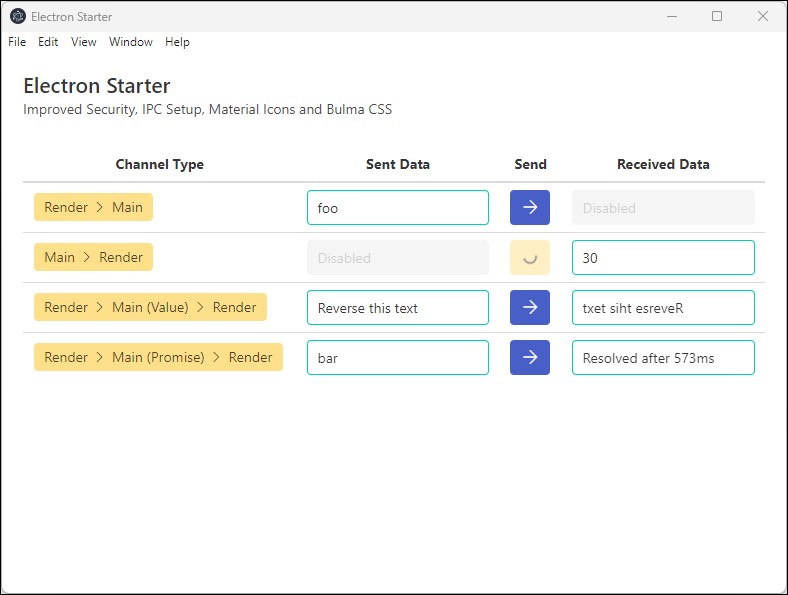 Electron Starter
File Edit View Window Help
Electron Starter
Improved Security, IPC Setup, Material Icons and Bulma CSS
Channel Type Sent Data Send Received Data
Render > Main foo → Disabled
Main > Render Disabled 30
Render > Main (Value) > Render Reverse this text → txet siht esreveR
Render > Main (Promise) > Render bar → Resolved after 573ms